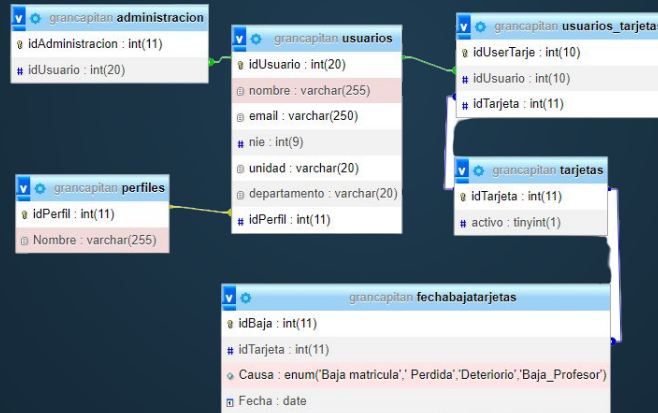 grancapitan administracion
idAdministracion : int(11)
idUsuario : int(20)
grancapitan usuarios
idUsuario : int(20)
nombre : varchar(255)
email : varchar(250)
nie : int(9)
unidad : varchar(20)
departamento : varchar(20)
idPerfil : int(11)
grancapitan usuarios_tarjetas
idUserTarje : int(10)
idUsuario : int(10)
idTarjeta : int(11)
grancapitan perfiles
idPerfil : int(11)
Nombre : varchar(255)
grancapitan tarjetas
idTarjeta : int(11)
activo : tinyint(1)
grancapitan fechabajatarjetas
idBaja : int(11)
idTarjeta : int(11)
Causa : enum('Baja matricula',' Perdida','Deteriorio','Baja_Profesor')
Fecha : date